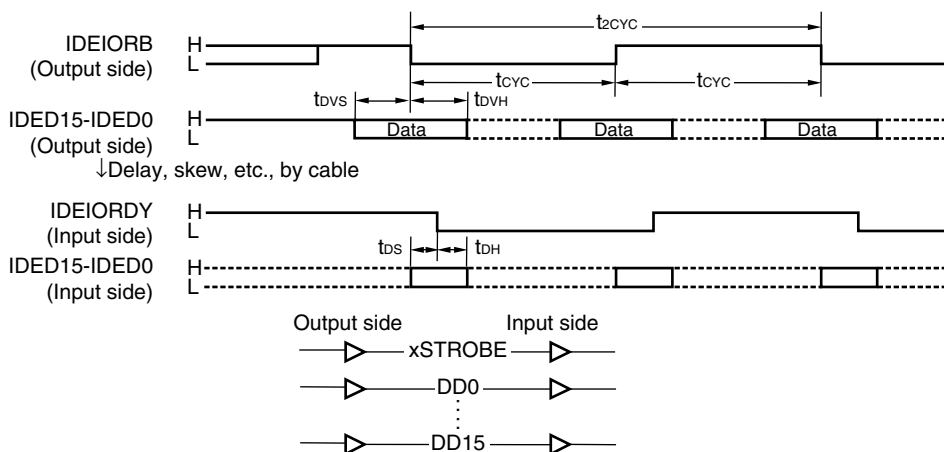 t2CYC
IDEIORB
(Output side)
H
L
tCYC
tCYC
tDVS
tDVH
IDED15-IDED0
(Output side)
H
L
Data
Data
Data
↓Delay, skew, etc., by cable
IDEIORDY
(Input side)
H
L
tDS
tDH
IDED15-IDED0
(Input side)
H
L
Output side
Input side
xSTROBE
DD0
DD15